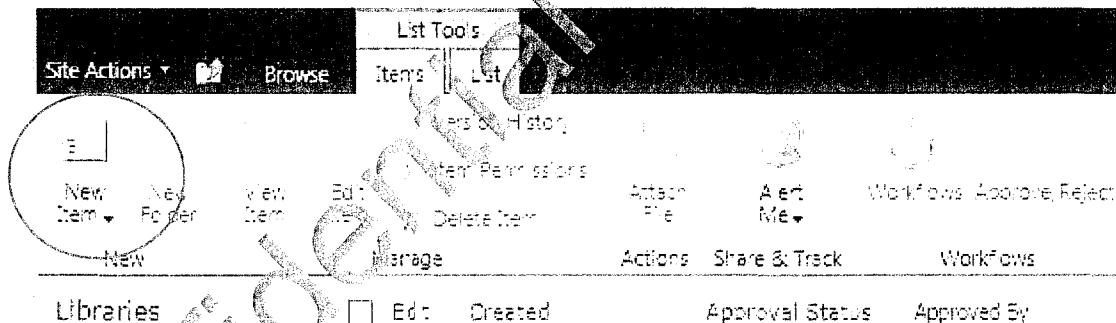 List Tools
Site Actions Browse Items List
Version History
Item Permissions
New Item New Folder View Item Edit Item Delete Item Attach File Alert Me Workflows Approve/Reject
New Manage Actions Share & Track Workflows
Libraries Edit Created Approval Status Approved By